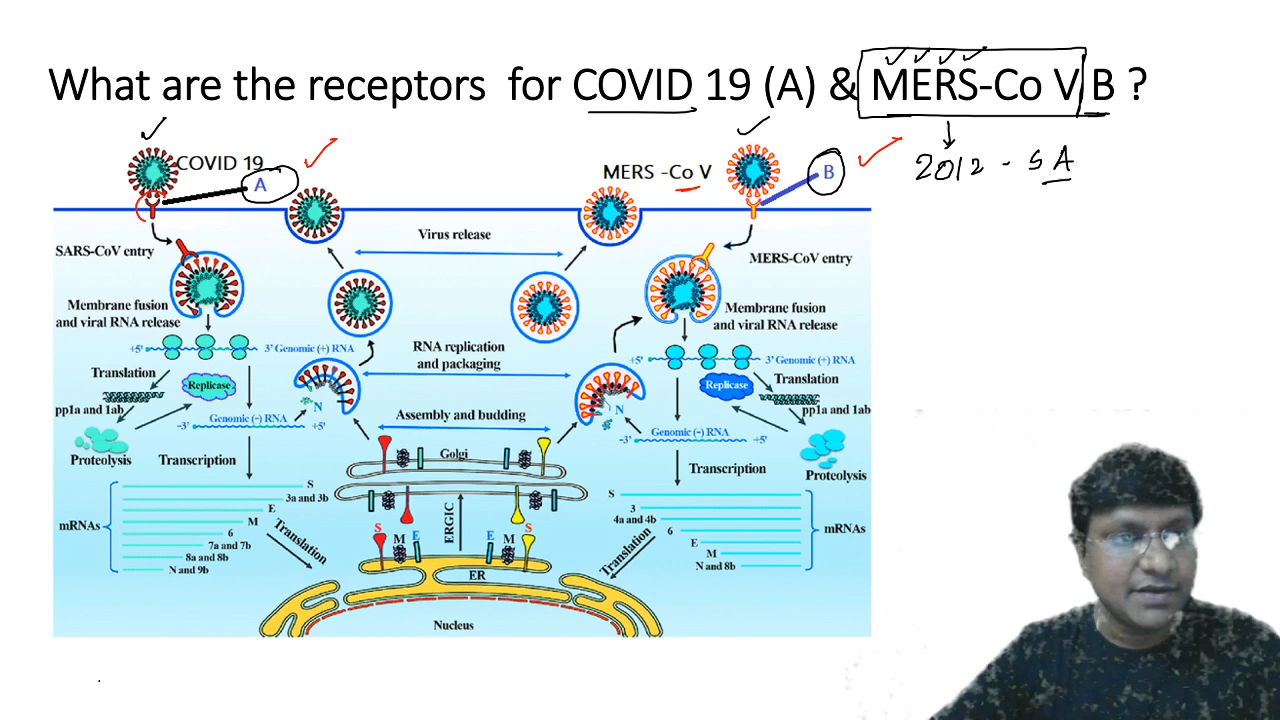 What are the receptors for COVID 19 (A) & MERS-Co V B ?
COVID 19
A
MERS -Co V
B
2012 - SA
Virus release
SARS-CoV entry
MERS-CoV entry
Membrane fusion
and viral RNA release
Membrane fusion
and viral RNA release
RNA replication
and packaging
+5' 3' Genomic (+) RNA
+5' 3' Genomic (+) RNA
Translation
Replicase
Replicase
Translation
pp1a and 1ab
pp1a and 1ab
N
N
Assembly and budding
-3' Genomic (-) RNA +5'
-3' Genomic (-) RNA +5'
Proteolysis
Transcription
Golgi
Transcription
Proteolysis
mRNAs
S
3a and 3b
E
M
6
7a and 7b
8a and 8b
N and 9b
Translation
ERGIC
S
M
E
E
M
S
ER
Nucleus
Translation
S
3
4a and 4b
6
E
M
N and 8b
mRNAs